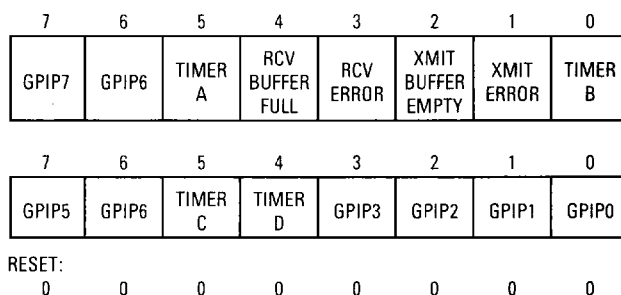 7 6 5 4 3 2 1 0
GPIP7 GPIP6 TIMER A RCV BUFFER FULL RCV ERROR XMIT BUFFER EMPTY XMIT ERROR TIMER B
7 6 5 4 3 2 1 0
GPIP5 GPIP6 TIMER C TIMER D GPIP3 GPIP2 GPIP1 GPIP0
RESET:
0 0 0 0 0 0 0 0